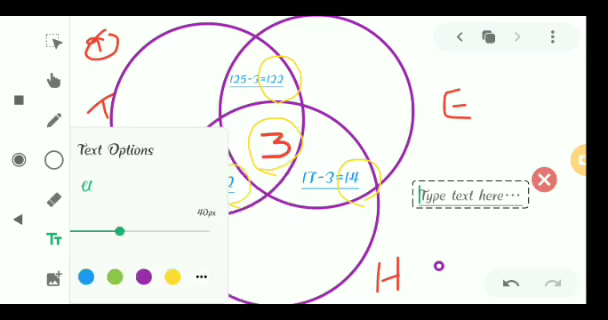 125-3=122
E
T
3
17-3=14
2
Text Options
40px
Type text here...
H